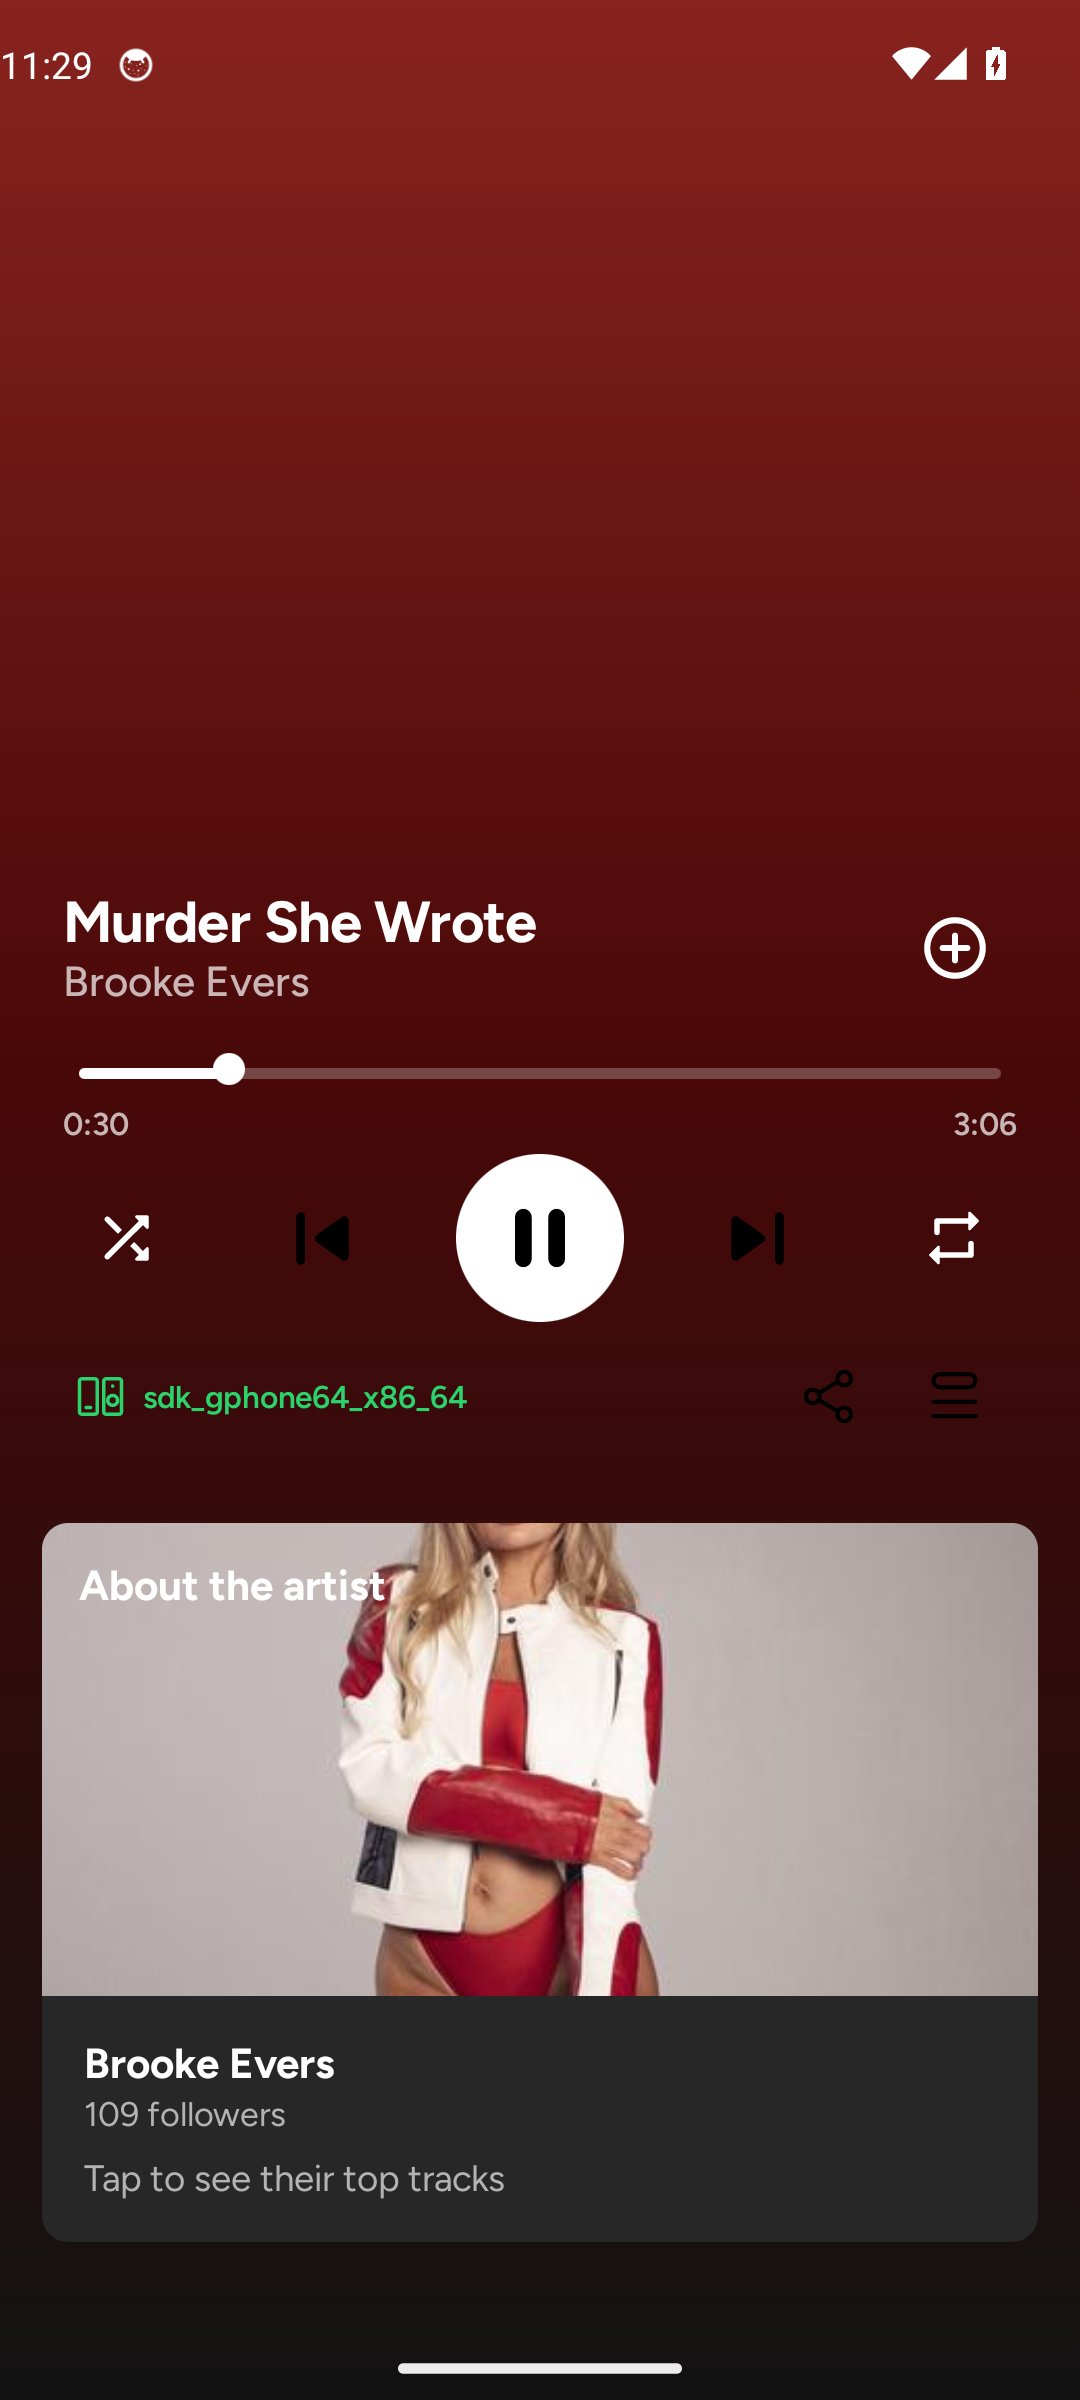 11:29
Murder She Wrote
Brooke Evers
0:30
3:06
sdk_gphone64_x86_64
About the artist
Brooke Evers
109 followers
Tap to see their top tracks